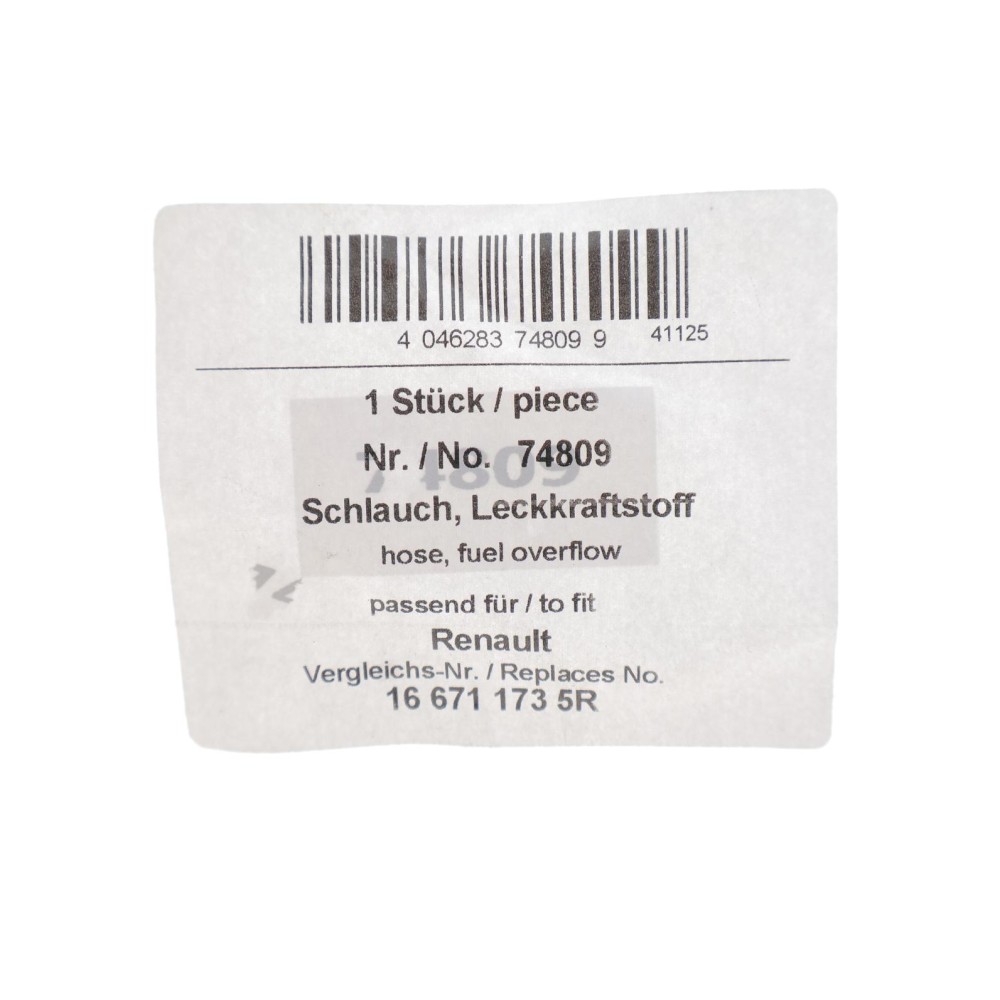 4 046283 74809 9 41125
1 Stück / piece
Nr. / No. 74809
74809
Schlauch, Leckkraftstoff
hose, fuel overflow
passend für / to fit
Renault
Vergleichs-Nr. / Replaces No.
16 671 173 5R